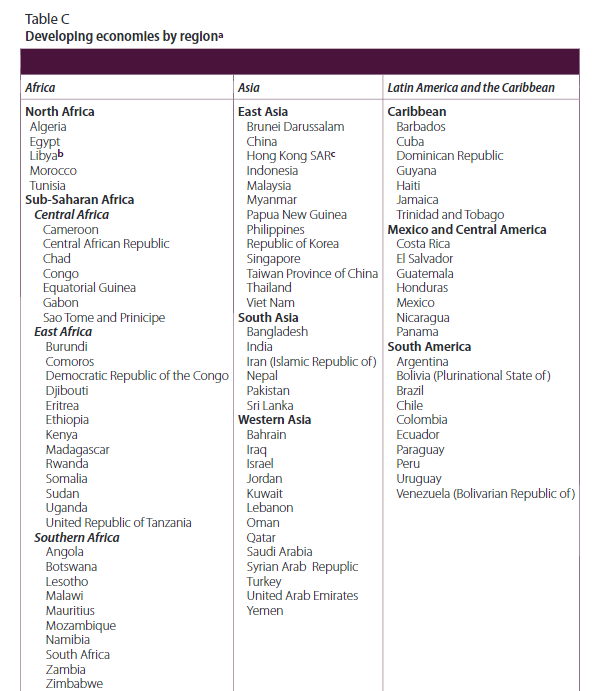 Table C
Developing economies by regionᵃ
Africa
North Africa
Algeria
Egypt
Libyaᵇ
Morocco
Tunisia
Sub-Saharan Africa
Central Africa
Cameroon
Central African Republic
Chad
Congo
Equatorial Guinea
Gabon
Sao Tome and Prinicipe
East Africa
Burundi
Comoros
Democratic Republic of the Congo
Djibouti
Eritrea
Ethiopia
Kenya
Madagascar
Rwanda
Somalia
Sudan
Uganda
United Republic of Tanzania
Southern Africa
Angola
Botswana
Lesotho
Malawi
Mauritius
Mozambique
Namibia
South Africa
Zambia
Zimbabwe
Asia
East Asia
Brunei Darussalam
China
Hong Kong SARᶜ
Indonesia
Malaysia
Myanmar
Papua New Guinea
Philippines
Republic of Korea
Singapore
Taiwan Province of China
Thailand
Viet Nam
South Asia
Bangladesh
India
Iran (Islamic Republic of)
Nepal
Pakistan
Sri Lanka
Western Asia
Bahrain
Iraq
Israel
Jordan
Kuwait
Lebanon
Oman
Qatar
Saudi Arabia
Syrian Arab Repuplic
Turkey
United Arab Emirates
Yemen
Latin America and the Caribbean
Caribbean
Barbados
Cuba
Dominican Republic
Guyana
Haiti
Jamaica
Trinidad and Tobago
Mexico and Central America
Costa Rica
El Salvador
Guatemala
Honduras
Mexico
Nicaragua
Panama
South America
Argentina
Bolivia (Plurinational State of)
Brazil
Chile
Colombia
Ecuador
Paraguay
Peru
Uruguay
Venezuela (Bolivarian Republic of)